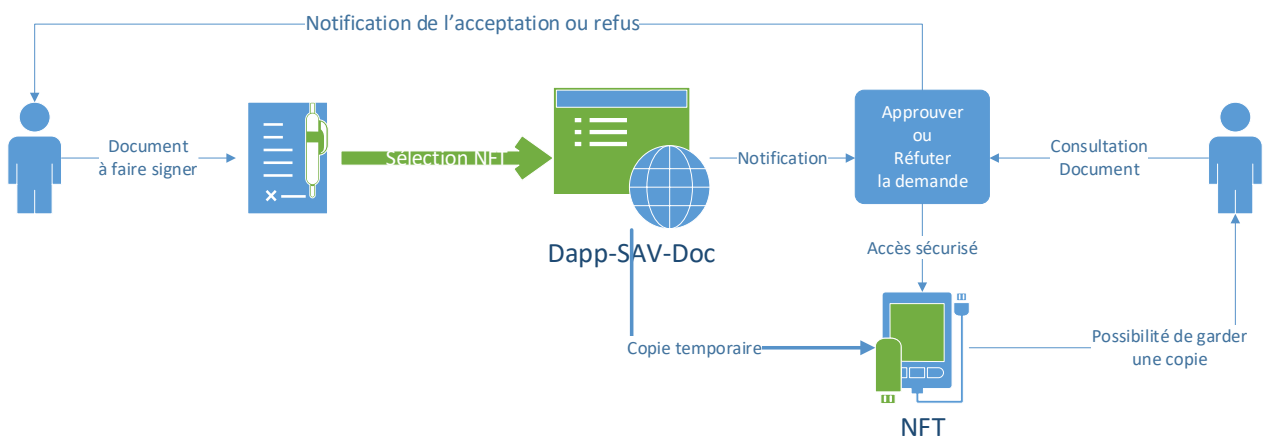 Notification de l’acceptation ou refus
Document
à faire signer
Sélection NFT
Dapp-SAV-Doc
Notification
Approuver
ou
Réfuter
la demande
Consultation
Document
Accès sécurisé
Copie temporaire
Possibilité de garder
une copie
NFT